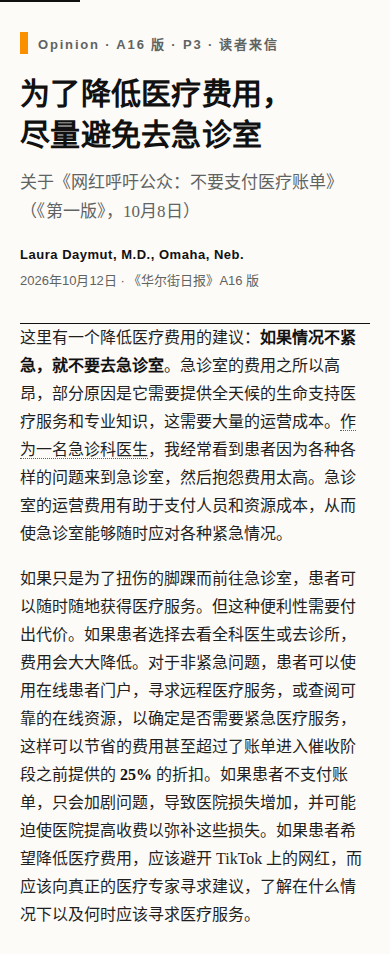 Opinion · A16 版 · P3 · 读者来信
为了降低医疗费用，
尽量避免去急诊室
关于《网红呼吁公众：不要支付医疗账单》
（《第一版》，10月8日）
Laura Daymut, M.D., Omaha, Neb.
2026年10月12日 · 《华尔街日报》A16 版
这里有一个降低医疗费用的建议：如果情况不紧
急，就不要去急诊室。急诊室的费用之所以高
昂，部分原因是它需要提供全天候的生命支持医
疗服务和专业知识，这需要大量的运营成本。作
为一名急诊科医生，我经常看到患者因为各种各
样的问题来到急诊室，然后抱怨费用太高。急诊
室的运营费用有助于支付人员和资源成本，从而
使急诊室能够随时应对各种紧急情况。
如果只是为了扭伤的脚踝而前往急诊室，患者可
以随时随地获得医疗服务。但这种便利性需要付
出代价。如果患者选择去看全科医生或去诊所，
费用会大大降低。对于非紧急问题，患者可以使
用在线患者门户，寻求远程医疗服务，或查阅可
靠的在线资源，以确定是否需要紧急医疗服务，
这样可以节省的费用甚至超过了账单进入催收阶
段之前提供的 25% 的折扣。如果患者不支付账
单，只会加剧问题，导致医院损失增加，并可能
迫使医院提高收费以弥补这些损失。如果患者希
望降低医疗费用，应该避开 TikTok 上的网红，而
应该向真正的医疗专家寻求建议，了解在什么情
况下以及何时应该寻求医疗服务。